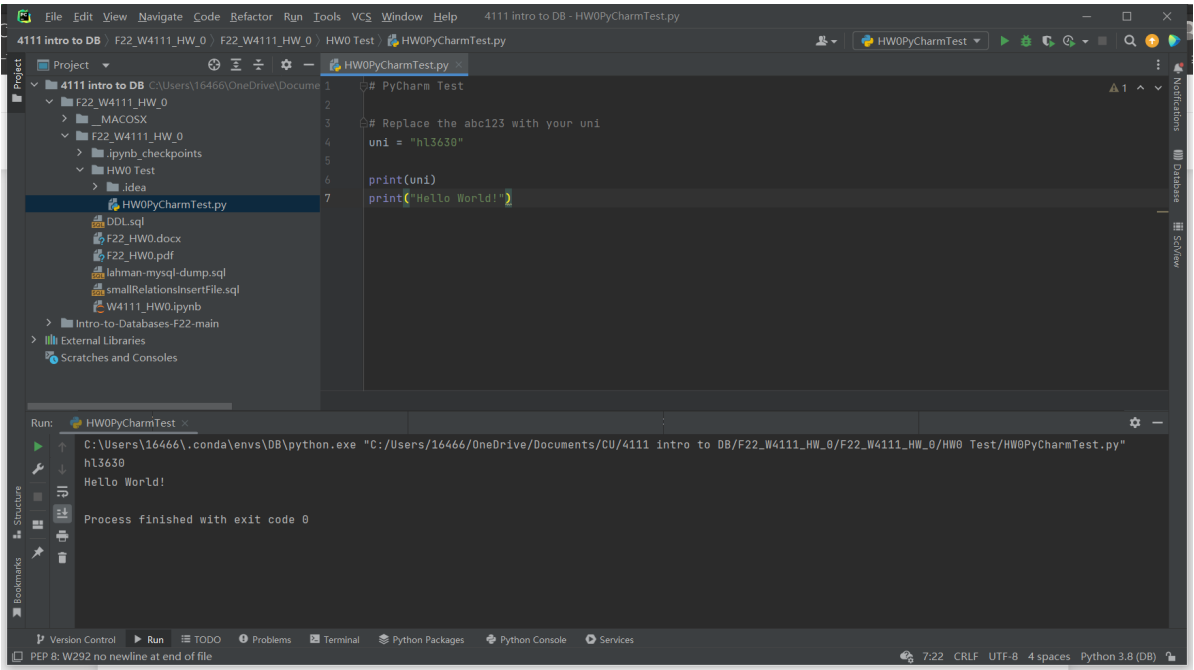 File Edit View Navigate Code Refactor Run Tools VCS Window Help 4111 intro to DB - HW0PyCharmTest.py
4111 intro to DB F22_W4111_HW_0 F22_W4111_HW_0 HW0 Test HW0PyCharmTest.py HW0PyCharmTest
Project
Project
HW0PyCharmTest.py
4111 intro to DB C:\Users\16466\OneDrive\Docume
F22_W4111_HW_0
__MACOSX
F22_W4111_HW_0
.ipynb_checkpoints
HW0 Test
.idea
HW0PyCharmTest.py
DDL.sql
F22_HW0.docx
F22_HW0.pdf
lahman-mysql-dump.sql
smallRelationsInsertFile.sql
W4111_HW0.ipynb
Intro-to-Databases-F22-main
External Libraries
Scratches and Consoles
1 # PyCharm Test
2
3 # Replace the abc123 with your uni
4 uni = "hl3630"
5
6 print(uni)
7 print("Hello World!")
1
Notifications
Database
SciView
Run: HW0PyCharmTest
C:\Users\16466\.conda\envs\DB\python.exe "C:/Users/16466/OneDrive/Documents/CU/4111 intro to DB/F22_W4111_HW_0/F22_W4111_HW_0/HW0 Test/HW0PyCharmTest.py"
hl3630
Hello World!
Process finished with exit code 0
Structure
Bookmarks
Version Control Run TODO Problems Terminal Python Packages Python Console Services
PEP 8: W292 no newline at end of file 7:22 CRLF UTF-8 4 spaces Python 3.8 (DB)